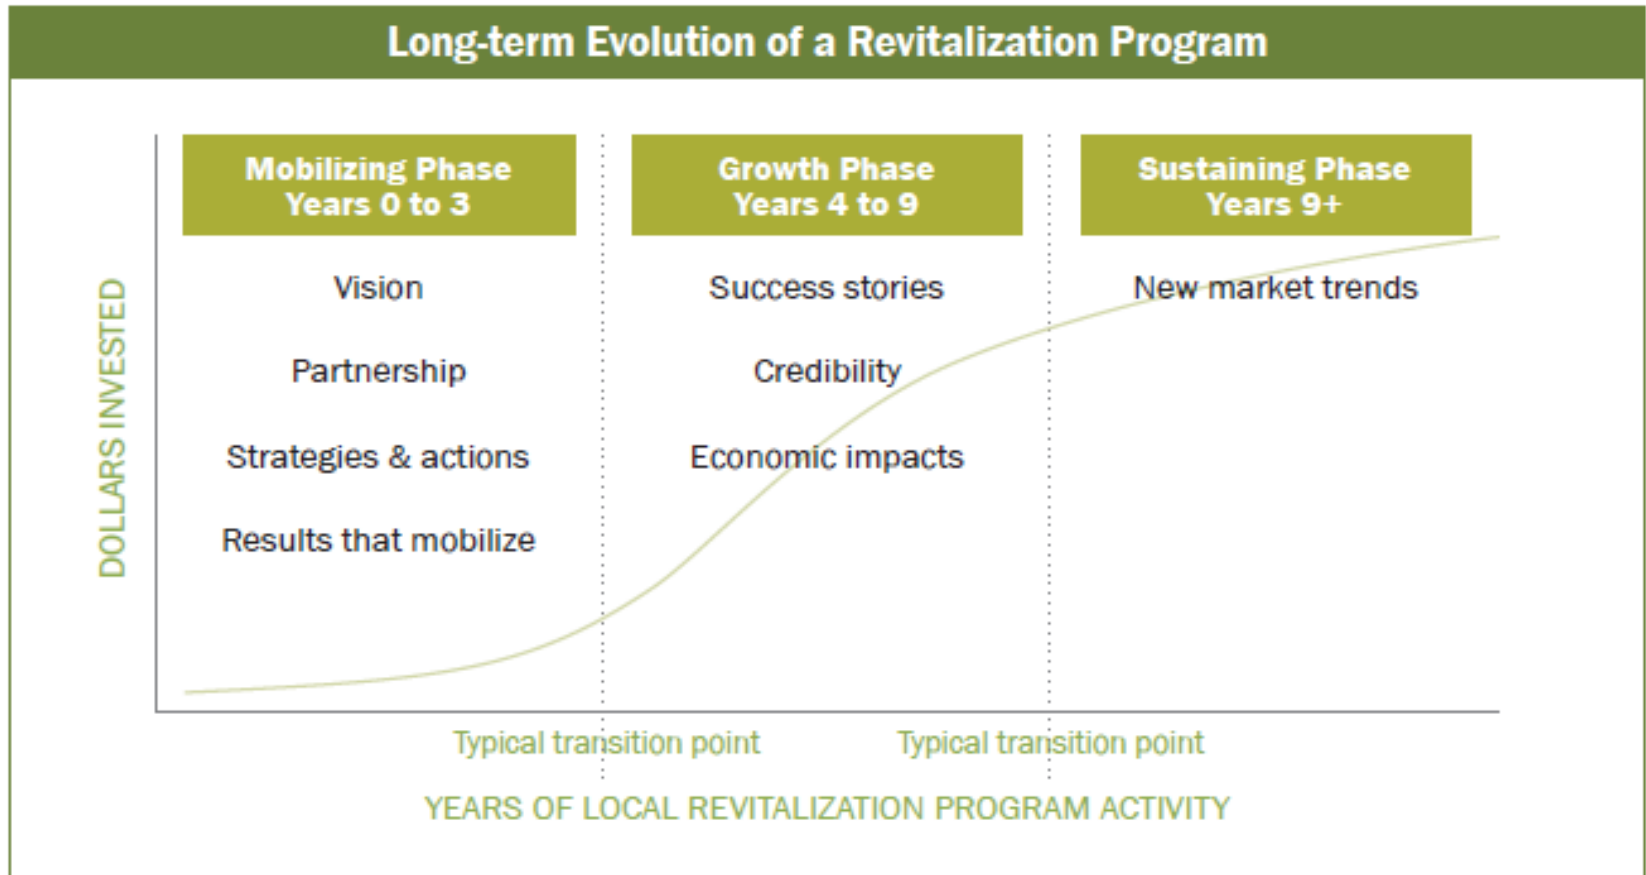 Long-term Evolution of a Revitalization Program
Mobilizing Phase
Years 0 to 3
Vision
Partnership
Strategies & actions
Results that mobilize
Growth Phase
Years 4 to 9
Success stories
Credibility
Economic impacts
Sustaining Phase
Years 9+
New market trends
DOLLARS INVESTED
Typical transition point
Typical transition point
YEARS OF LOCAL REVITALIZATION PROGRAM ACTIVITY